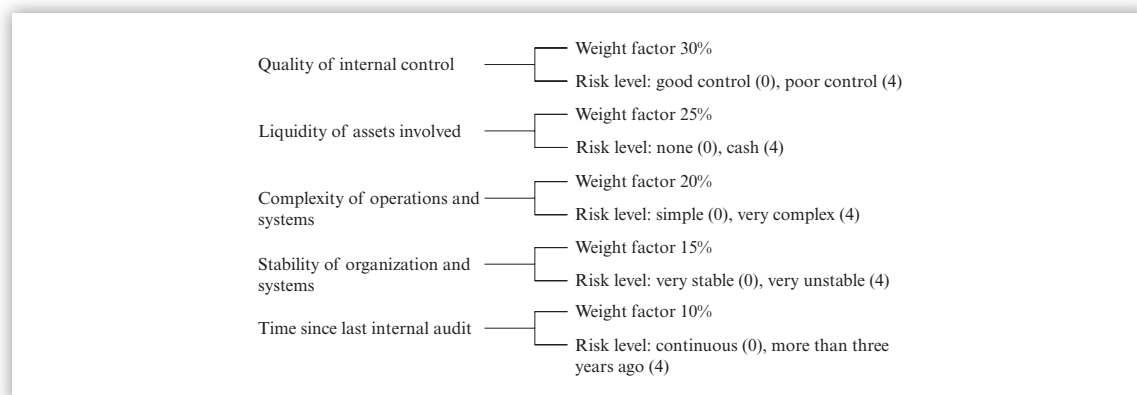 Quality of internal control
Weight factor 30%
Risk level: good control (0), poor control (4)
Liquidity of assets involved
Weight factor 25%
Risk level: none (0), cash (4)
Complexity of operations and
systems
Weight factor 20%
Risk level: simple (0), very complex (4)
Stability of organization and
systems
Weight factor 15%
Risk level: very stable (0), very unstable (4)
Time since last internal audit
Weight factor 10%
Risk level: continuous (0), more than three
years ago (4)